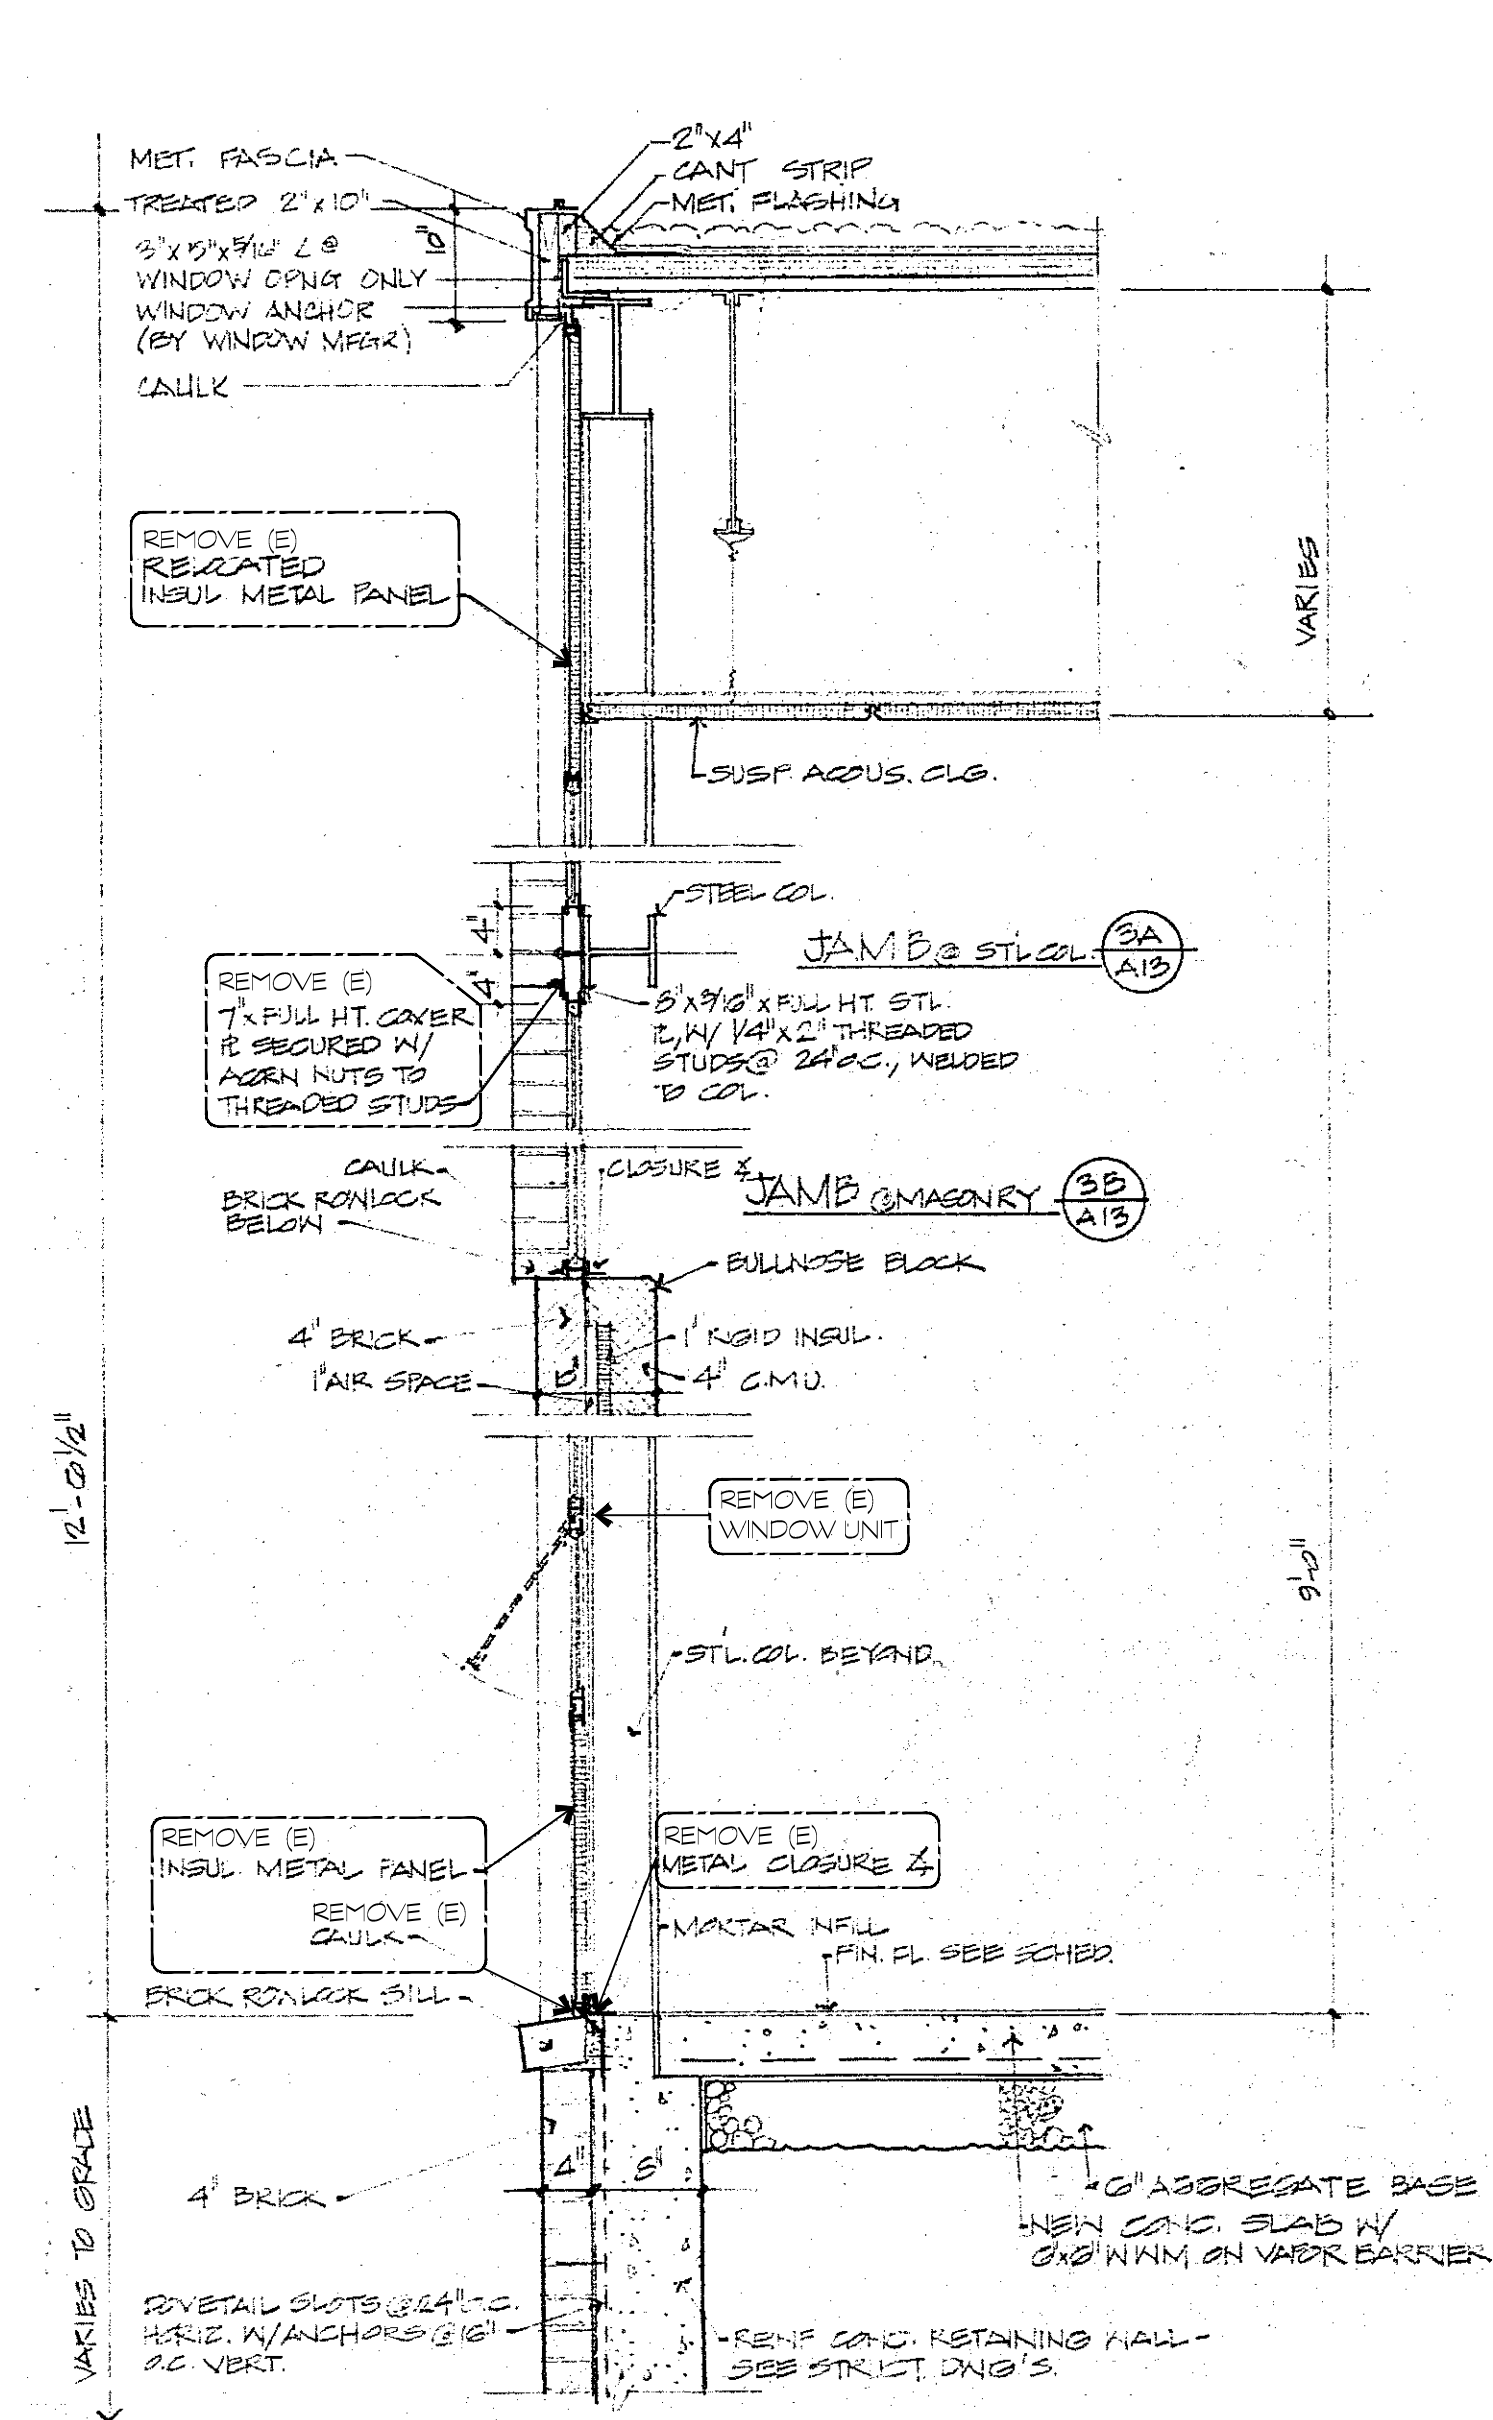 MET. FASCIA
TREATED 2"x10"
3"x5"x5/16" L @
WINDOW OPNG ONLY
WINDOW ANCHOR
(BY WINDOW MFGR)
CAULK
2"x4"
CANT STRIP
MET. FLASHING
REMOVE (E)
RELOCATED
INSUL METAL PANEL
VARIES
SUSP. ACOUS. CLG.
STEEL COL.
4"
4"
JAMB @ STL COL.
3A
A13
REMOVE (E)
7"x FULL HT. COVER
PL SECURED W/
ACORN NUTS TO
THREADED STUDS
8"x3/16"x FULL HT. STL.
PL, W/ 1/4"x2" THREADED
STUDS @ 24"O.C., WELDED
TO COL.
CAULK
BRICK ROWLOCK
BELOW
CLOSURE ∠
JAMB @ MASONRY
3B
A13
BULLNOSE BLOCK
4" BRICK
1" AIR SPACE
1" RIGID INSUL.
4" C.M.U.
12'-0 1/2"
REMOVE (E)
WINDOW UNIT
9'-0"
ST'L. COL. BEYOND
REMOVE (E)
INSUL. METAL PANEL
REMOVE (E)
CAULK
REMOVE (E)
METAL CLOSURE ∠
MORTAR INFILL
FIN. FL. SEE SCHED.
BRICK ROWLOCK SILL
4" BRICK
4"
8"
VARIES TO GRADE
6" AGGREGATE BASE
NEW CONC. SLAB W/
6x6" WWM ON VAPOR BARRIER
DOVETAIL SLOTS @ 24" O.C.
HORIZ. W/ANCHORS @ 16"
O.C. VERT.
REINF CONC. RETAINING WALL -
SEE STRUCT. DWG'S.